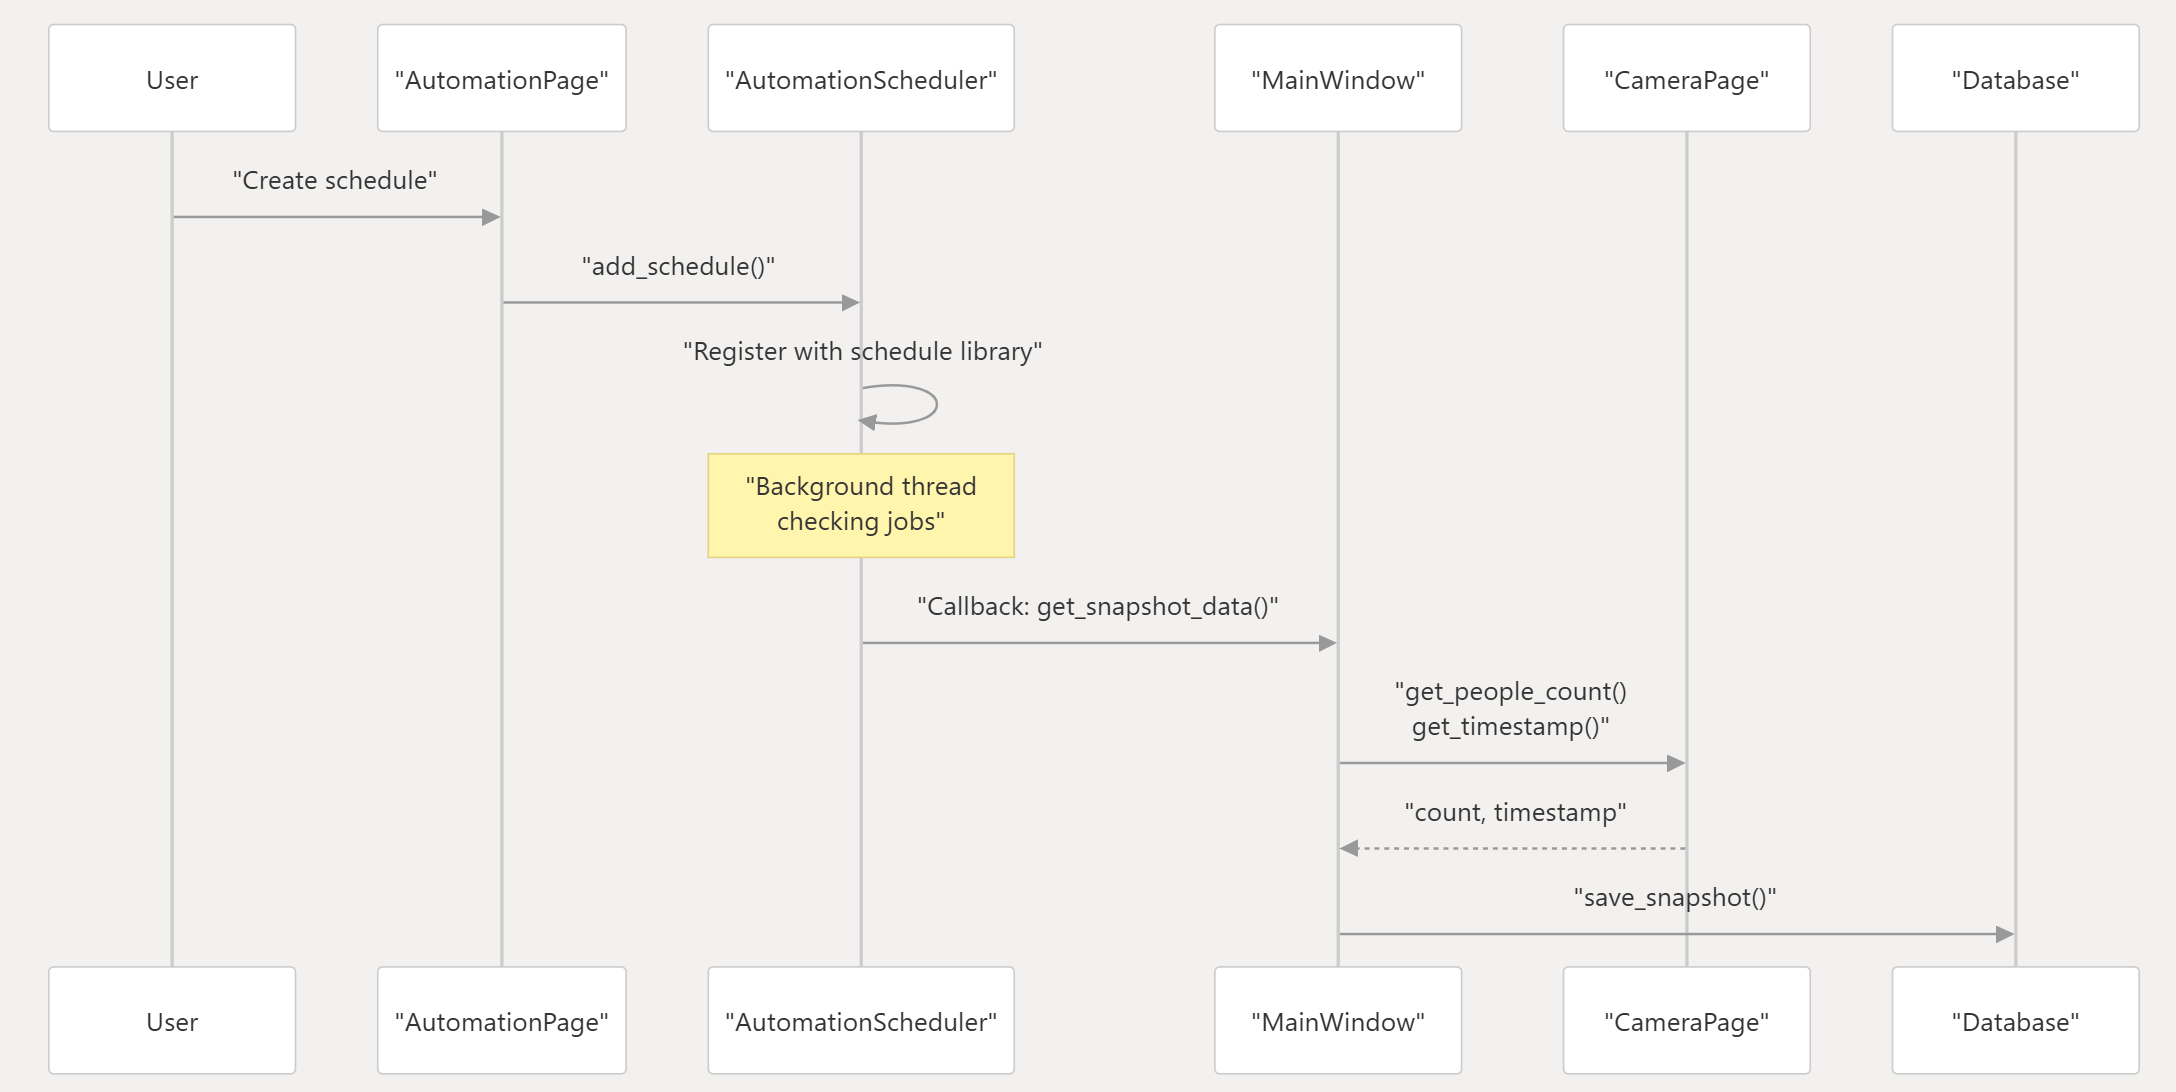 User
"AutomationPage"
"AutomationScheduler"
"MainWindow"
"CameraPage"
"Database"
"Create schedule"
"add_schedule()"
"Register with schedule library"
"Background thread
checking jobs"
"Callback: get_snapshot_data()"
"get_people_count()
get_timestamp()"
"count, timestamp"
"save_snapshot()"
User
"AutomationPage"
"AutomationScheduler"
"MainWindow"
"CameraPage"
"Database"